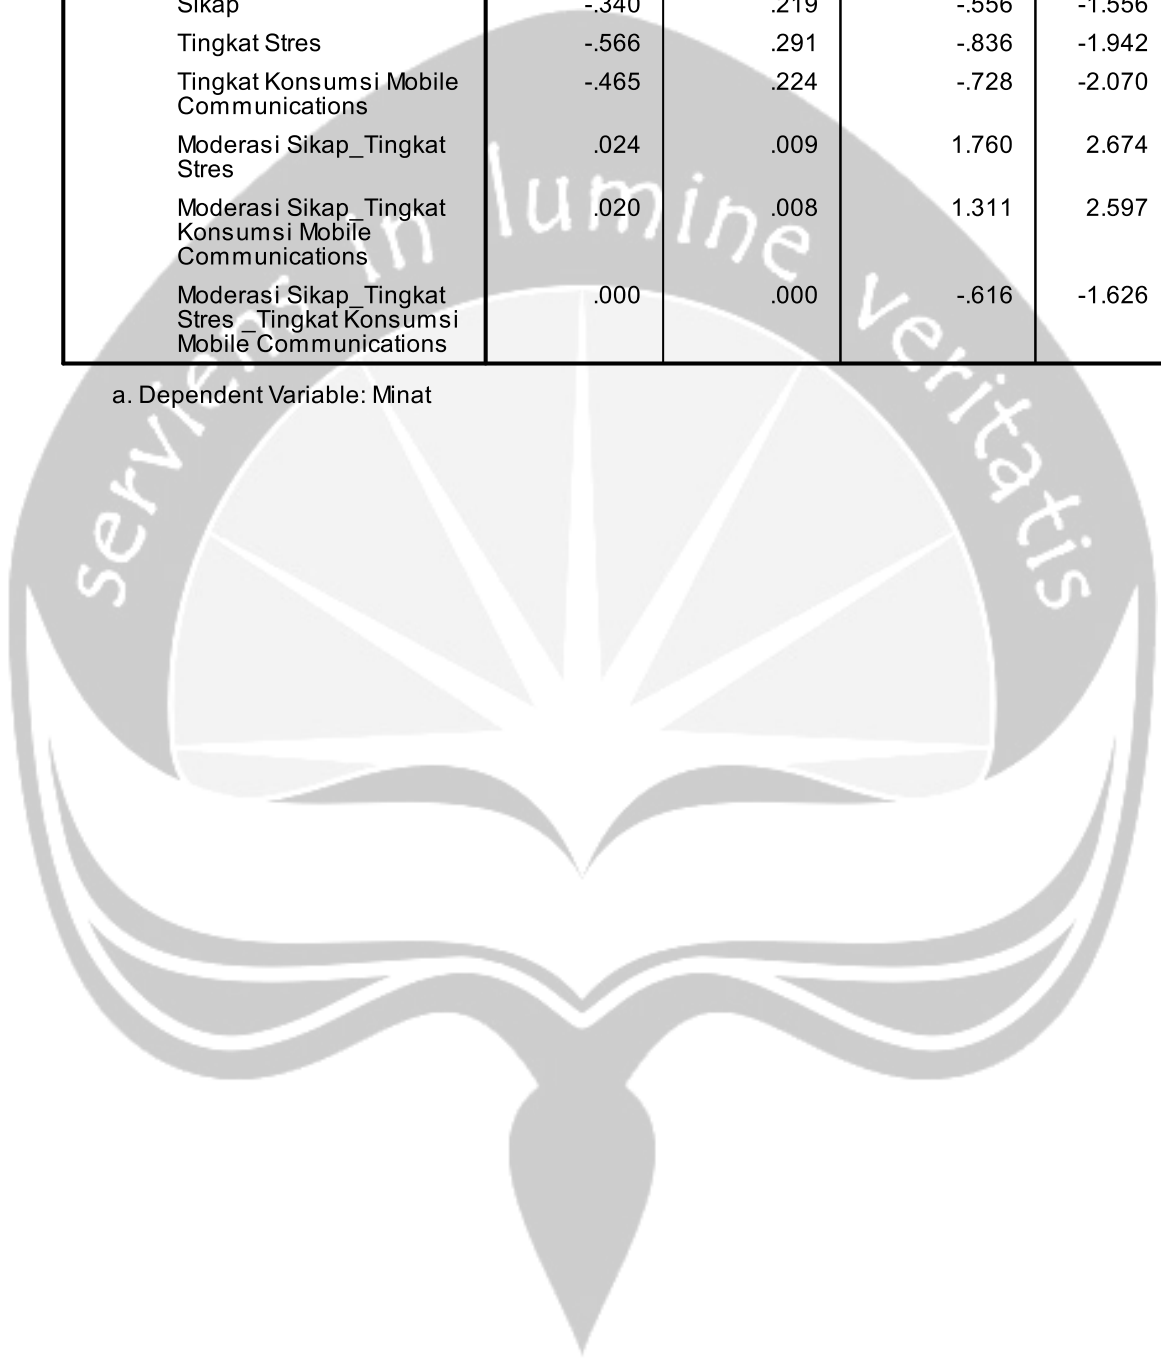 Sikap -.340 .219 -.556 -1.556
Tingkat Stres -.566 .291 -.836 -1.942
Tingkat Konsumsi Mobile -.465 .224 -.728 -2.070
Communications
Moderasi Sikap_Tingkat .024 .009 1.760 2.674
Stres
Moderasi Sikap_Tingkat .020 .008 1.311 2.597
Konsumsi Mobile
Communications
Moderasi Sikap_Tingkat .000 .000 -.616 -1.626
Stres _Tingkat Konsumsi
Mobile Communications
a. Dependent Variable: Minat
serviens in lumine veritatis